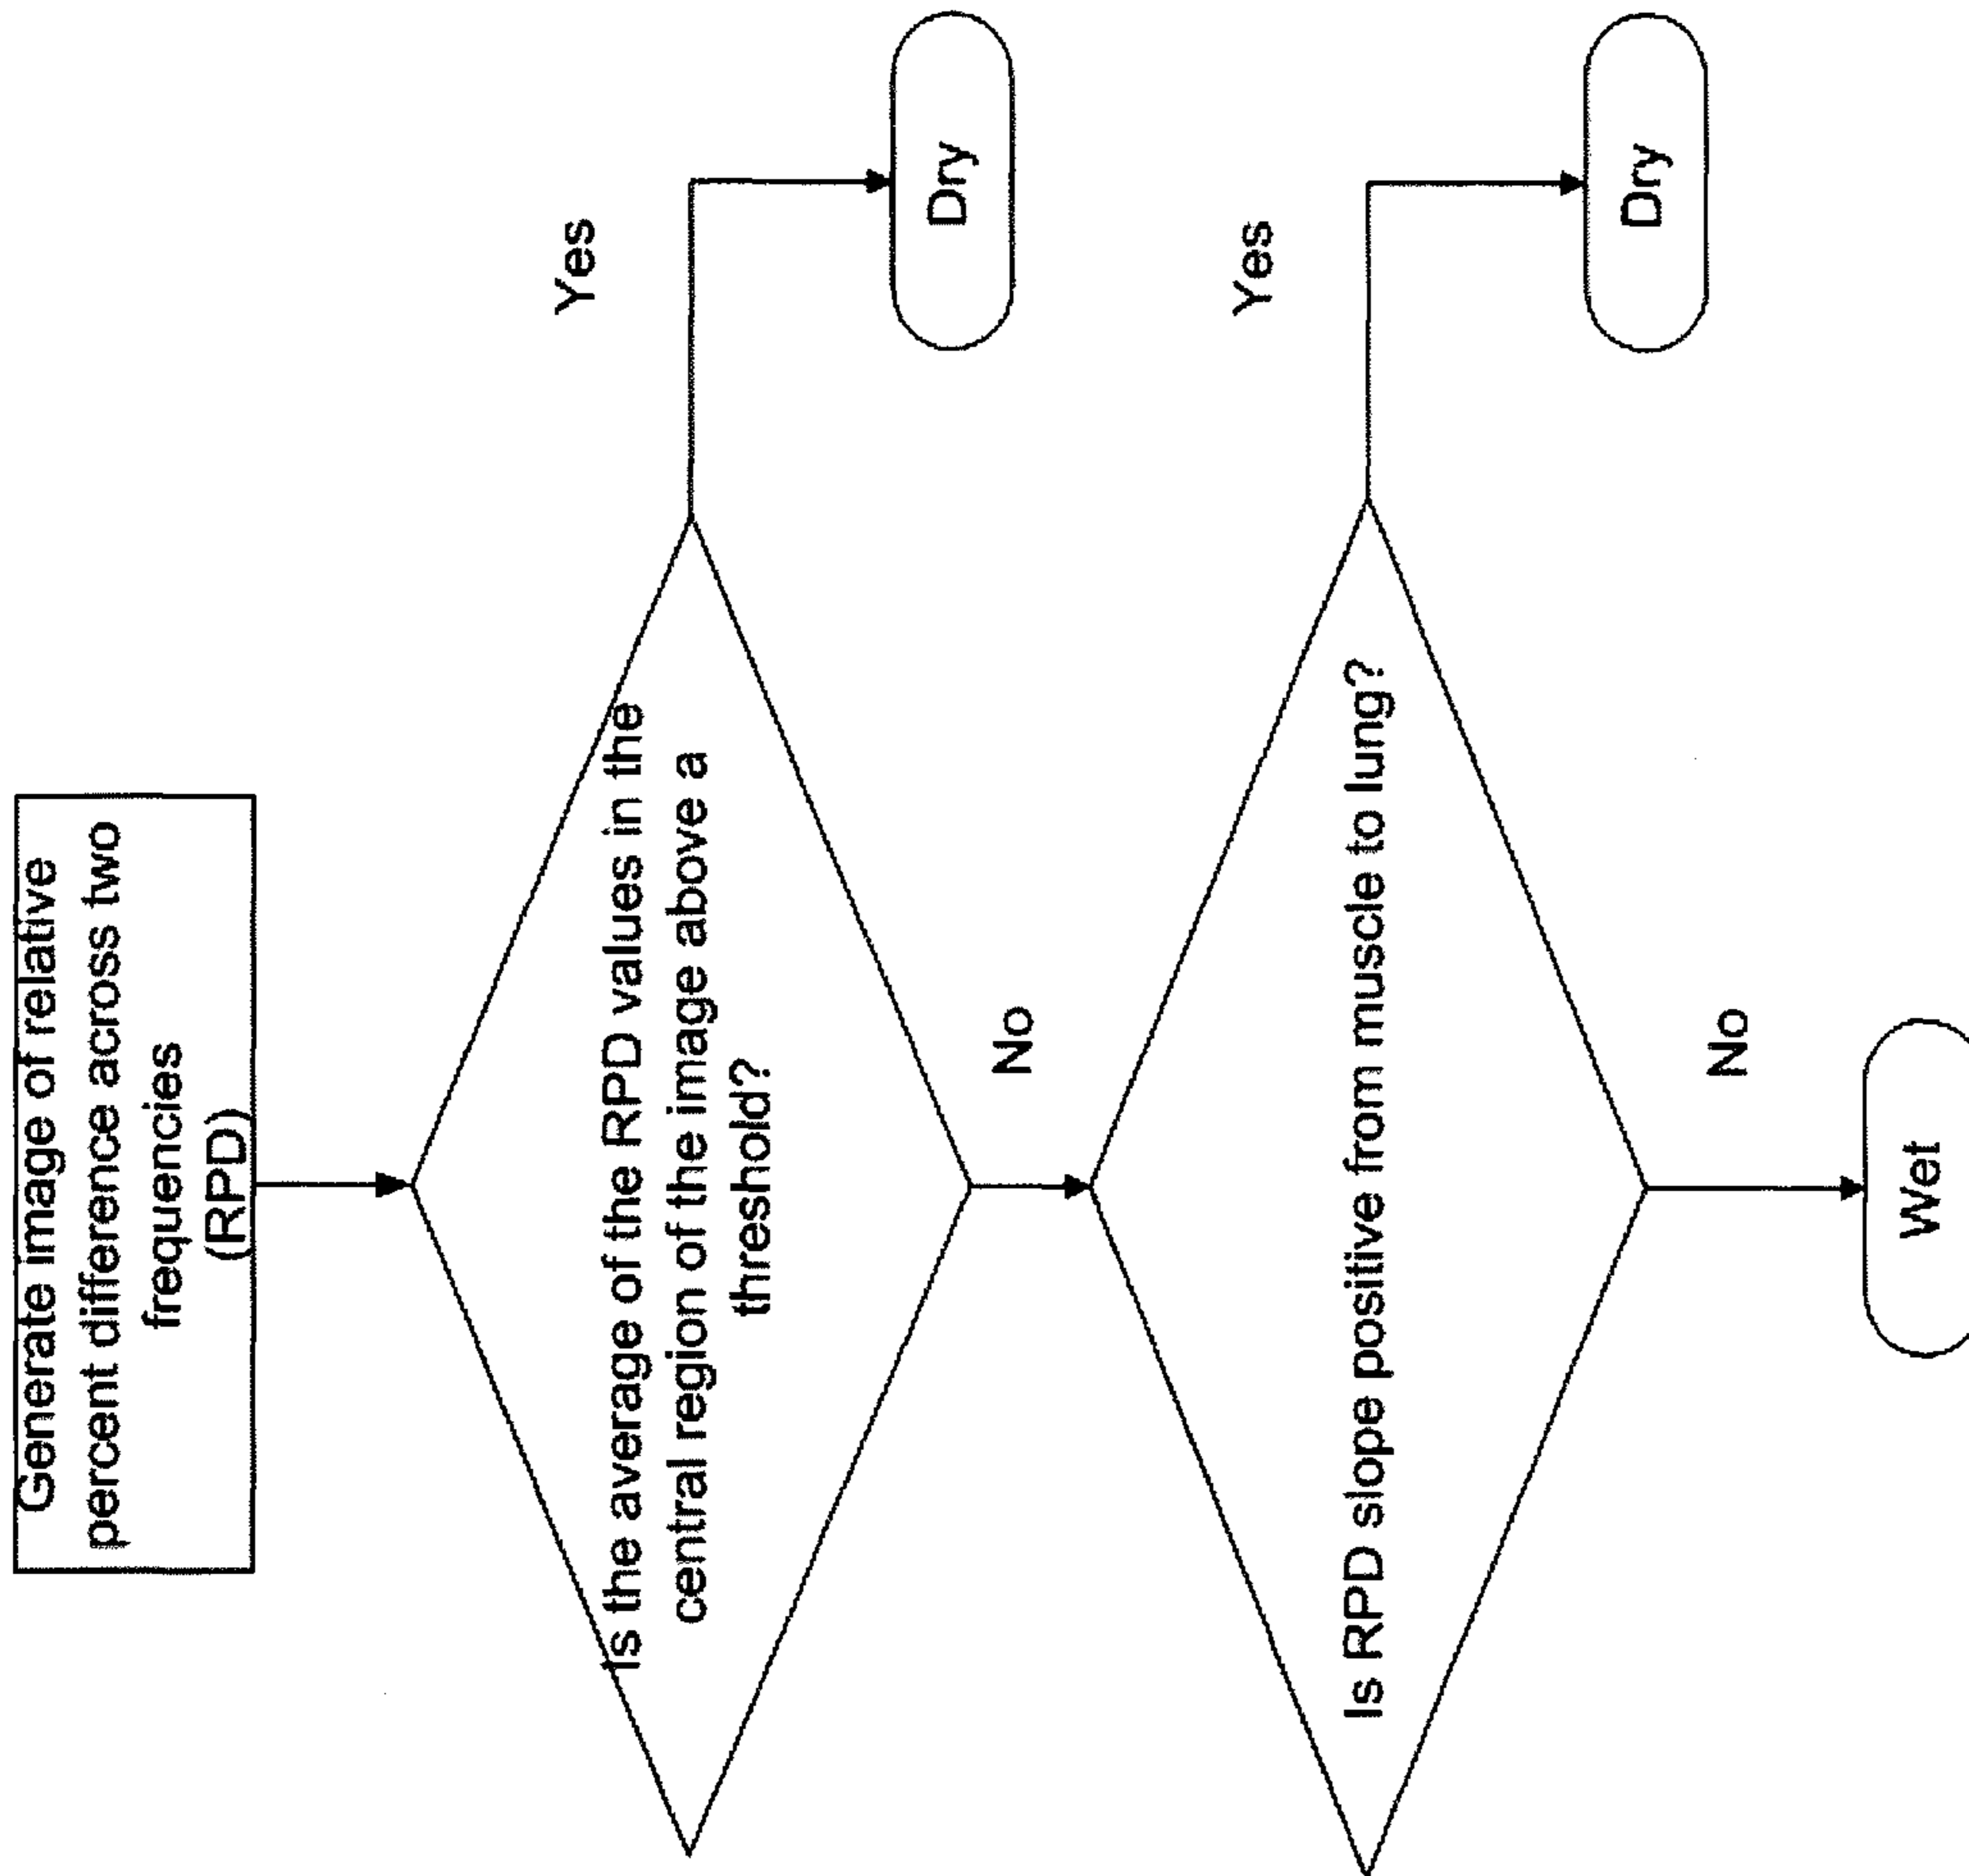 Generate image of relative
percent difference across two
frequencies
(RPD)
Is the average of the RPD values in the
central region of the image above a
threshold?
Yes
Dry
No
Is RPD slope positive from muscle to lung?
Yes
Dry
No
Wet